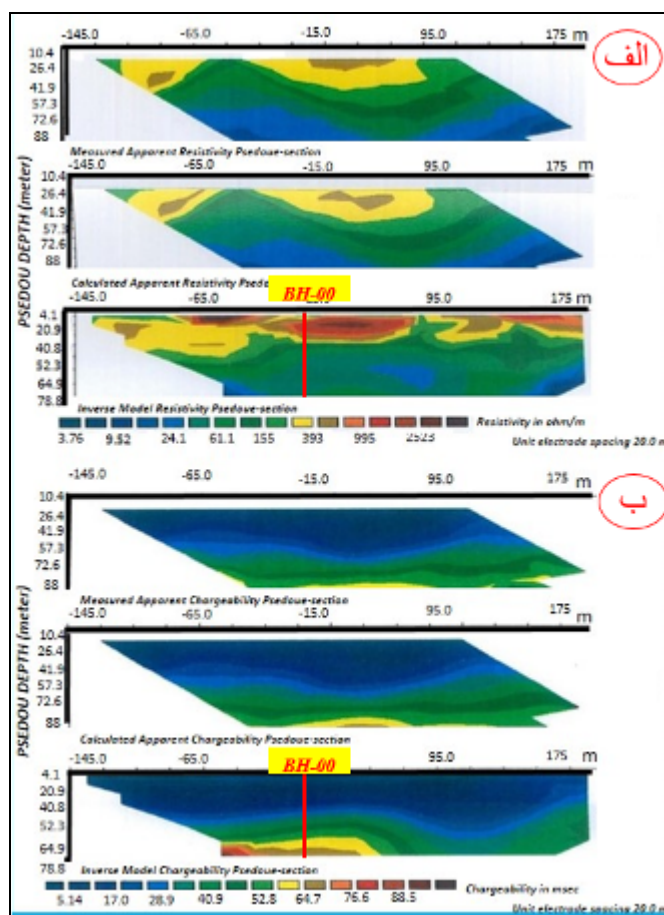 -145.0 -65.0 -15.0 95.0 175 m
الف
10.4
26.4
41.9
57.3
72.6
88
Measured Apparent Resistivity Psedoue-section
-145.0 -65.0 -15.0 95.0 175 m
10.4
26.4
41.9
57.3
72.6
88
PSEDOU DEPTH (meter)
Calculated Apparent Resistivity
BH-00
-145.0 -65.0 95.0 175 m
4.1
20.9
40.8
52.3
64.9
78.8
Inverse Model Resistivity Psedoue-section
Resistivity in ohm/m
3.76 9.52 24.1 61.1 155 393 995 2523
Unit electrode spacing 20.0
-145.0 -65.0 -15.0 95.0 175 m
ب
10.4
26.4
41.9
57.3
72.6
88
Measured Apparent Chargeability Psedoue-section
-145.0 -65.0 -15.0 95.0 175 m
10.4
26.4
41.9
57.3
72.6
88
PSEDOU DEPTH (meter)
Calculated Apparent Chargeability Psedoue-section
BH-00
-145.0 -65.0 -15.0 95.0 175 m
4.1
20.9
40.8
52.3
64.9
78.8
Inverse Model Chargeability Psedoue-section
Chargeability in msec
5.14 17.0 28.9 40.9 52.8 64.7 76.6 88.5
Unit electrode spacing 20.0